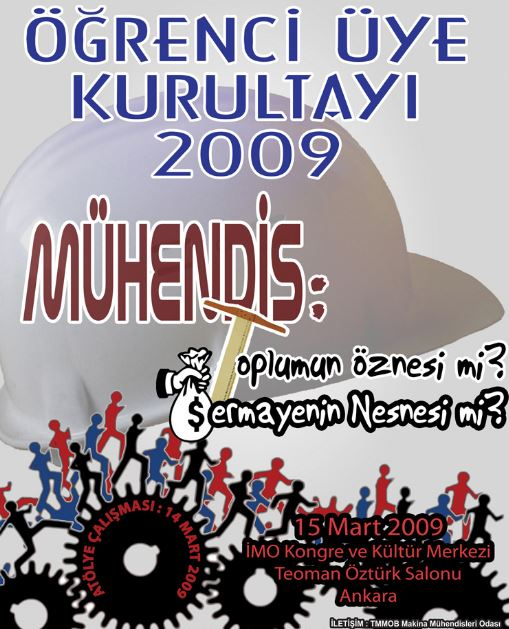 ÖĞRENCİ ÜYE
KURULTAYI
2009
MÜHENDİS:
Toplumun öznesi mi?
$ermayenin Nesnesi mi?
ATÖLYE ÇALIŞMASI : 14 MART 2009
15 Mart 2009
İMO Kongre ve Kültür Merkezi
Teoman Öztürk Salonu
Ankara
İLETİŞİM : TMMOB Makina Mühendisleri Odası